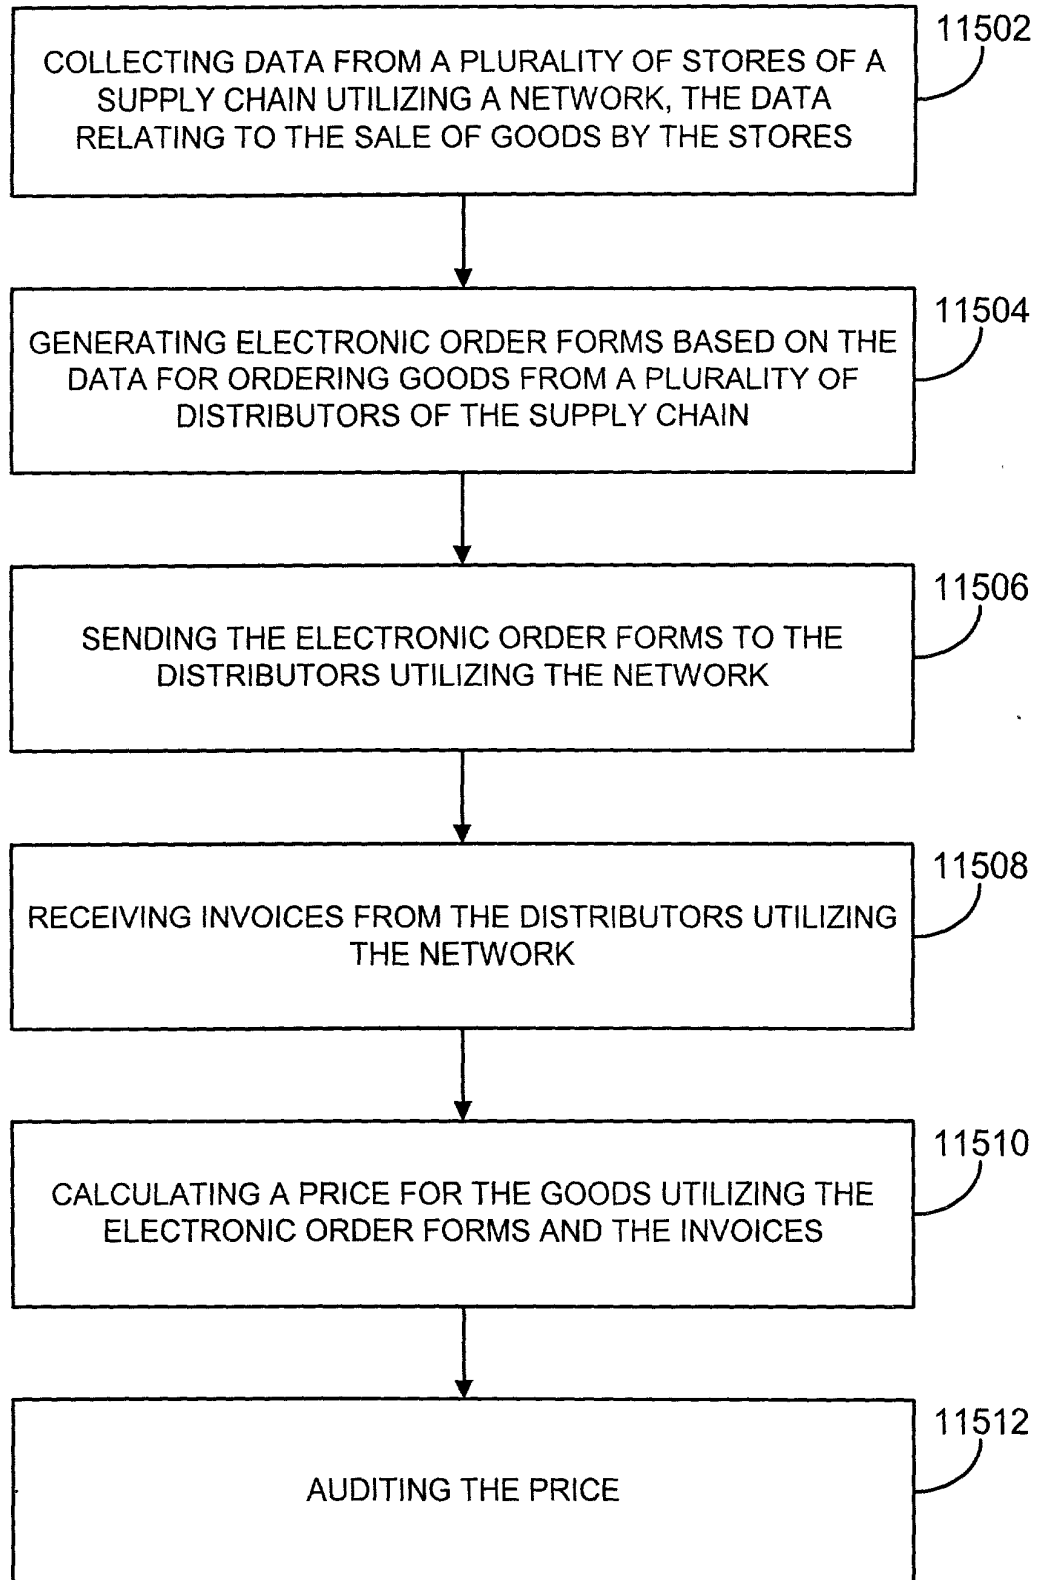 11502
COLLECTING DATA FROM A PLURALITY OF STORES OF A
SUPPLY CHAIN UTILIZING A NETWORK, THE DATA
RELATING TO THE SALE OF GOODS BY THE STORES
11504
GENERATING ELECTRONIC ORDER FORMS BASED ON THE
DATA FOR ORDERING GOODS FROM A PLURALITY OF
DISTRIBUTORS OF THE SUPPLY CHAIN
11506
SENDING THE ELECTRONIC ORDER FORMS TO THE
DISTRIBUTORS UTILIZING THE NETWORK
11508
RECEIVING INVOICES FROM THE DISTRIBUTORS UTILIZING
THE NETWORK
11510
CALCULATING A PRICE FOR THE GOODS UTILIZING THE
ELECTRONIC ORDER FORMS AND THE INVOICES
11512
AUDITING THE PRICE